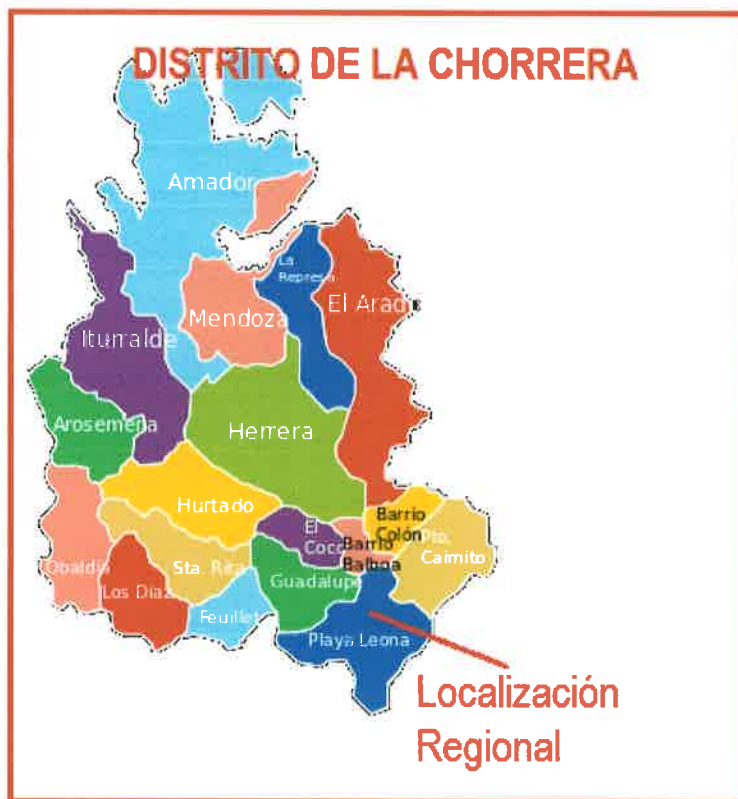 DISTRITO DE LA CHORRERA
Amador
La
Represa
El Arado
Mendoza
Iturralde
Arosemena
Herrera
Hurtado
Barrio
Colón
El
Coco
Barrio
Balboa
Pto.
Caimito
Obaldía
Sta. Rita
Los Díaz
Guadalupe
Feuillet
Playa Leona
Localización
Regional